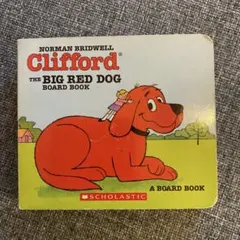 NORMAN BRIDWELL
Clifford®
THE BIG RED DOG
BOARD BOOK
A BOARD BOOK
SCHOLASTIC